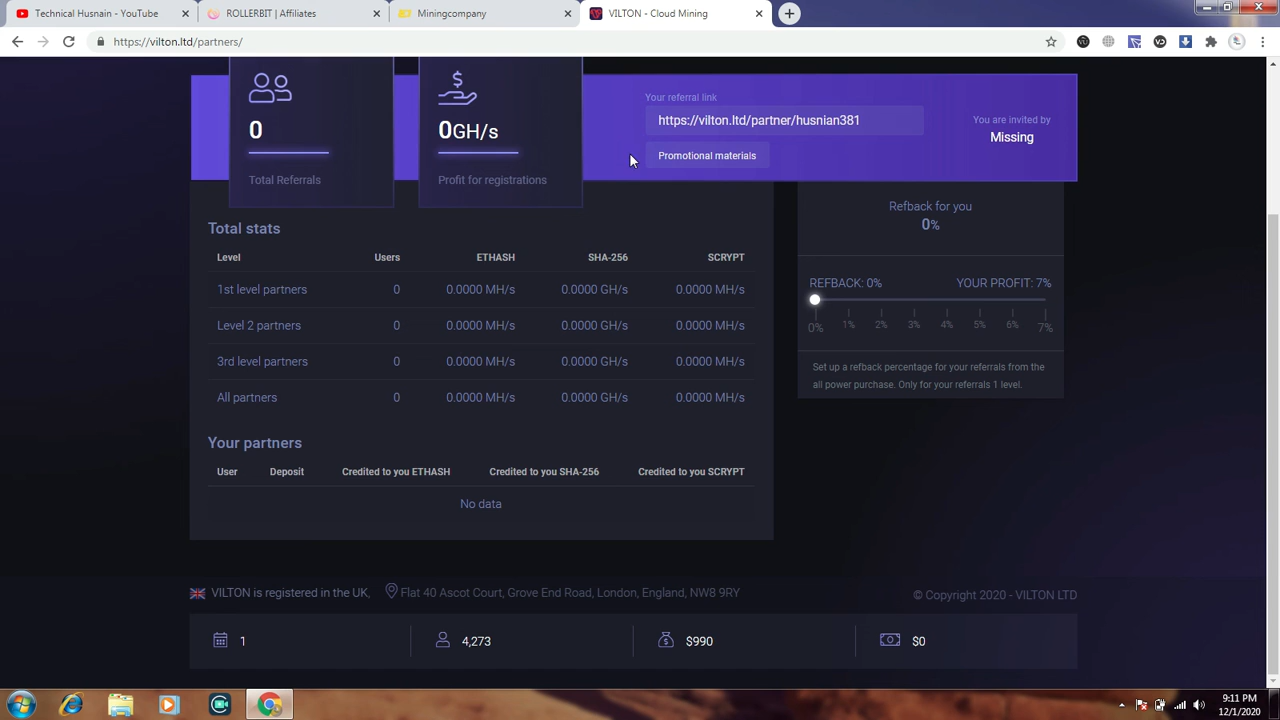 Technical Husnain - YouTube
ROLLERBIT | Affiliates
Miningcompany
VILTON - Cloud Mining
https://vilton.ltd/partners/
0
Total Referrals
0GH/s
Profit for registrations
Your referral link
https://vilton.ltd/partner/husnian381
Promotional materials
You are invited by
Missing
Total stats
Level Users ETHASH SHA-256 SCRYPT
1st level partners 0 0.0000 MH/s 0.0000 GH/s 0.0000 MH/s
Level 2 partners 0 0.0000 MH/s 0.0000 GH/s 0.0000 MH/s
3rd level partners 0 0.0000 MH/s 0.0000 GH/s 0.0000 MH/s
All partners 0 0.0000 MH/s 0.0000 GH/s 0.0000 MH/s
Your partners
User Deposit Credited to you ETHASH Credited to you SHA-256 Credited to you SCRYPT
No data
Refback for you
0%
REFBACK: 0% YOUR PROFIT: 7%
0% 1% 2% 3% 4% 5% 6% 7%
Set up a refback percentage for your referrals from the
all power purchase. Only for your referrals 1 level.
VILTON is registered in the UK, Flat 40 Ascot Court, Grove End Road, London, England, NW8 9RY
© Copyright 2020 - VILTON LTD
1 4,273 $990 $0
9:11 PM
12/1/2020